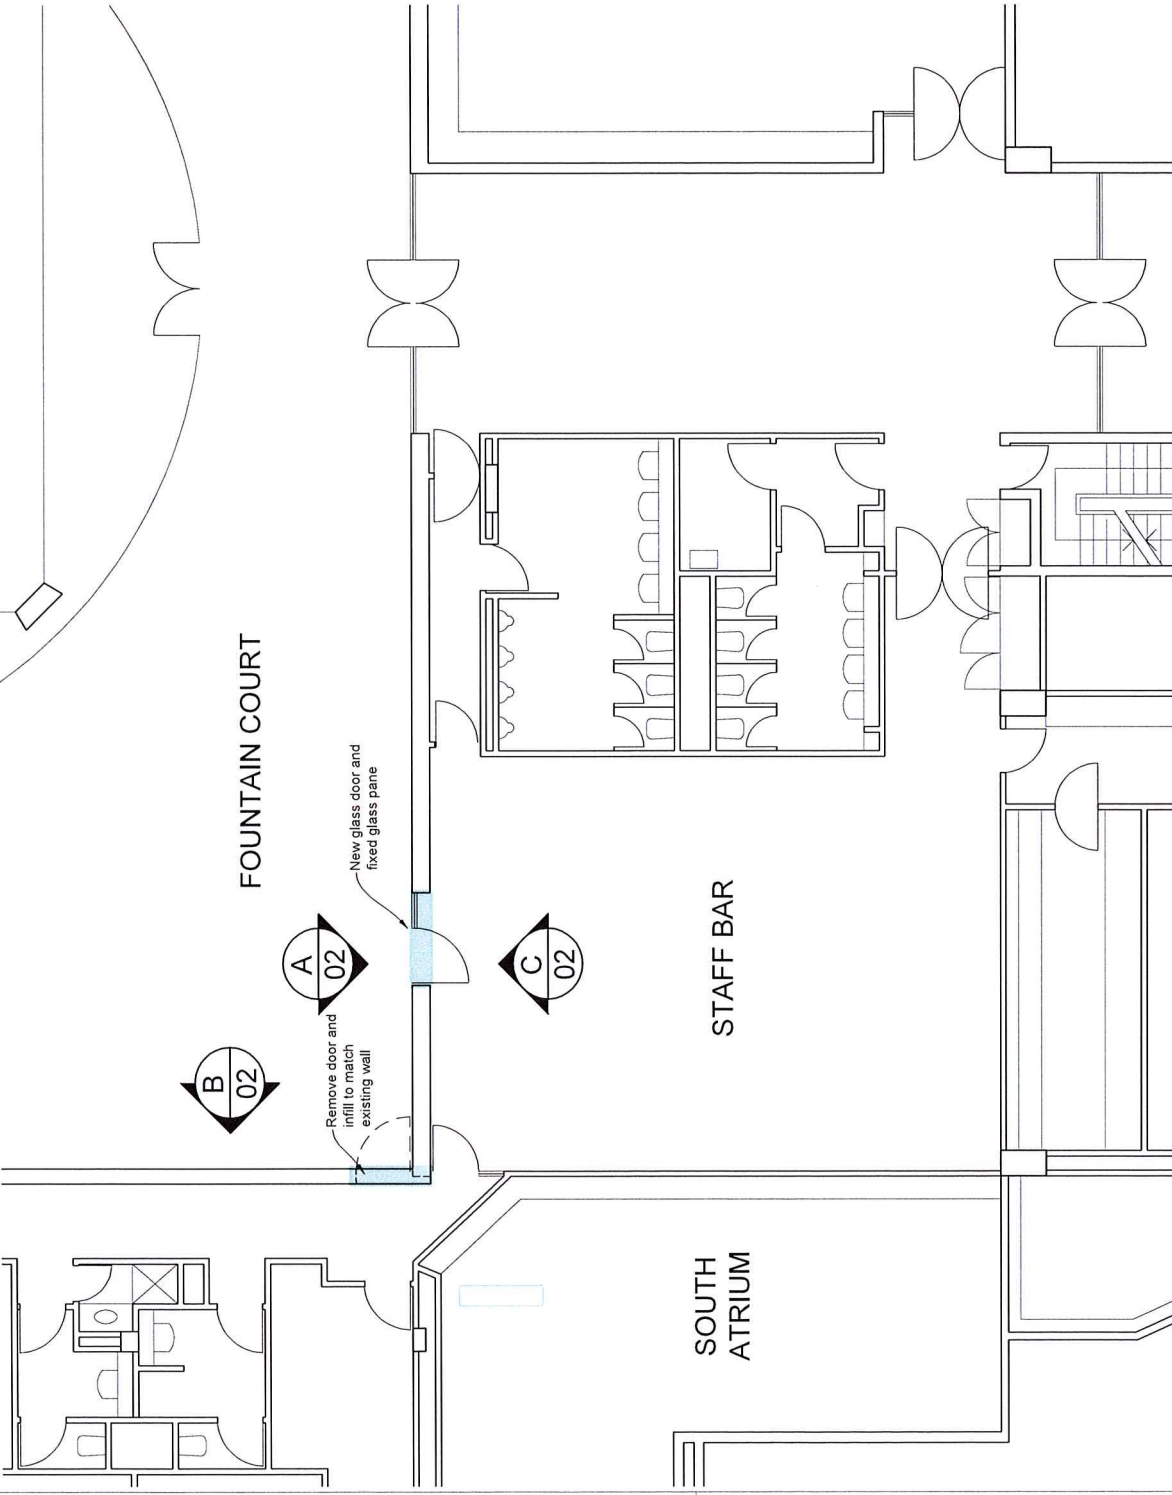 FOUNTAIN COURT
New glass door and
fixed glass pane
A
02
B
02
C
02
Remove door and
infill to match
existing wall
STAFF BAR
SOUTH
ATRIUM